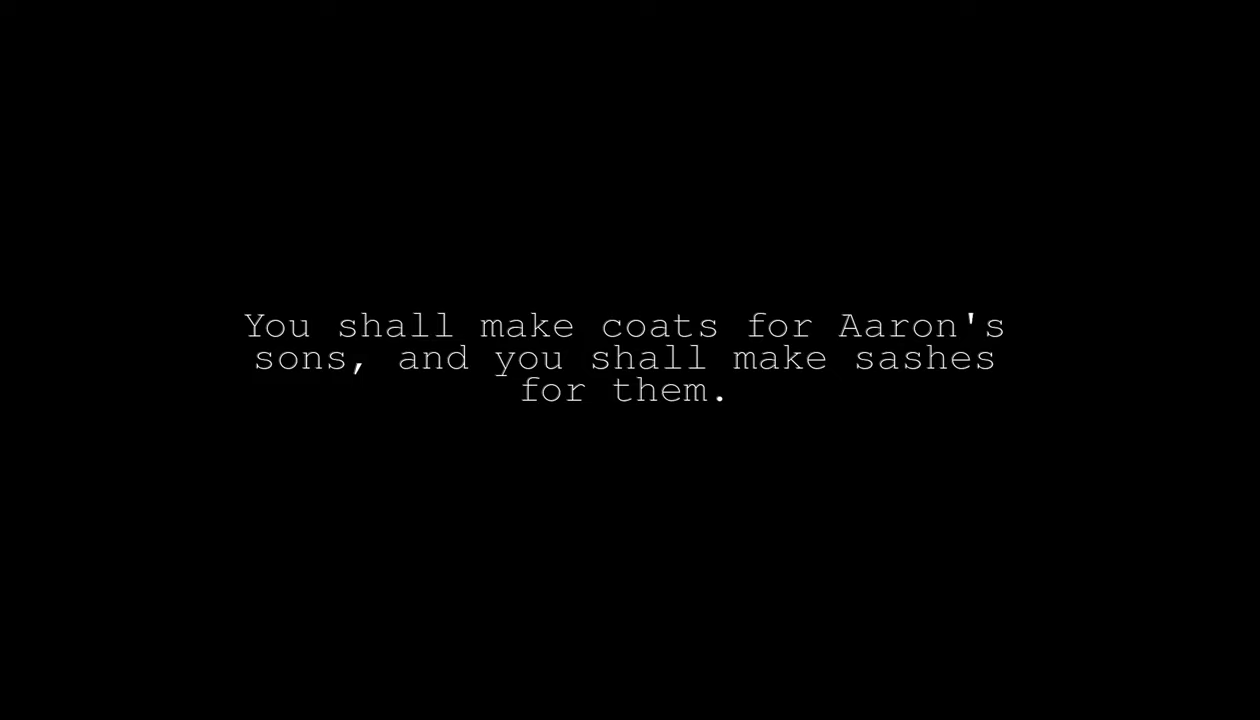 You shall make coats for Aaron's
sons, and you shall make sashes
for them.